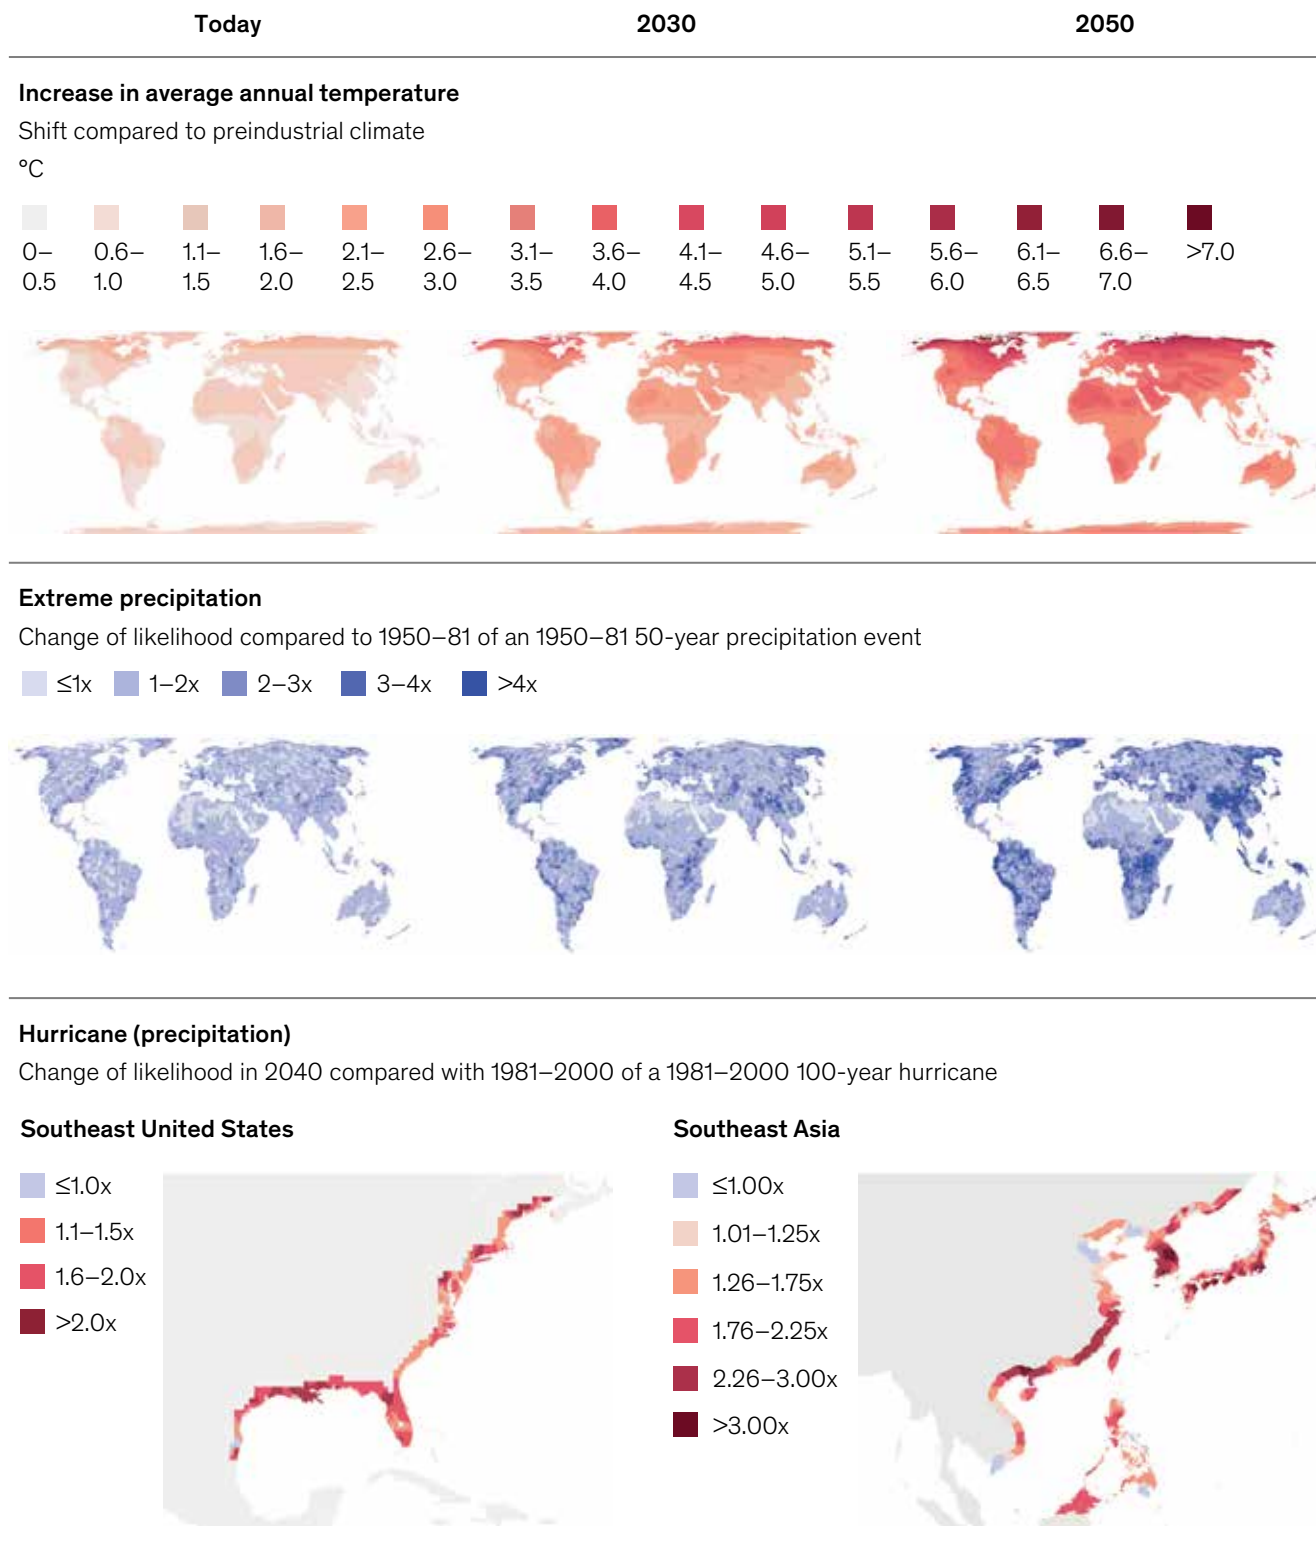 Today 2030 2050
Increase in average annual temperature
Shift compared to preindustrial climate
°C
0–0.5 0.6–1.0 1.1–1.5 1.6–2.0 2.1–2.5 2.6–3.0 3.1–3.5 3.6–4.0 4.1–4.5 4.6–5.0 5.1–5.5 5.6–6.0 6.1–6.5 6.6–7.0 >7.0
Extreme precipitation
Change of likelihood compared to 1950–81 of an 1950–81 50-year precipitation event
≤1x 1–2x 2–3x 3–4x >4x
Hurricane (precipitation)
Change of likelihood in 2040 compared with 1981–2000 of a 1981–2000 100-year hurricane
Southeast United States
≤1.0x
1.1–1.5x
1.6–2.0x
>2.0x
Southeast Asia
≤1.00x
1.01–1.25x
1.26–1.75x
1.76–2.25x
2.26–3.00x
>3.00x